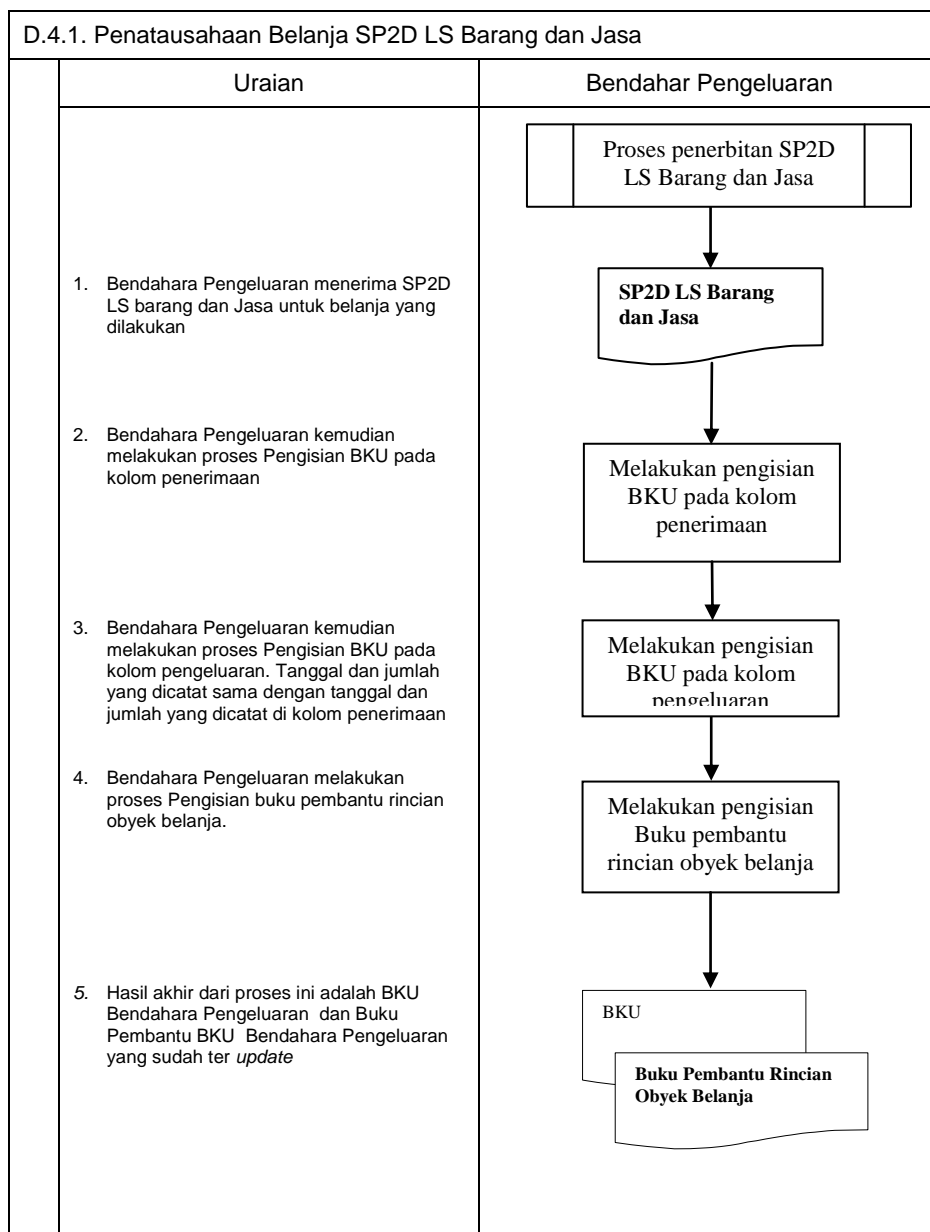 D.4.1. Penatausahaan Belanja SP2D LS Barang dan Jasa
Uraian
Bendahar Pengeluaran
Proses penerbitan SP2D
LS Barang dan Jasa
1. Bendahara Pengeluaran menerima SP2D
LS barang dan Jasa untuk belanja yang
dilakukan
SP2D LS Barang
dan Jasa
2. Bendahara Pengeluaran kemudian
melakukan proses Pengisian BKU pada
kolom penerimaan
Melakukan pengisian
BKU pada kolom
penerimaan
3. Bendahara Pengeluaran kemudian
melakukan proses Pengisian BKU pada
kolom pengeluaran. Tanggal dan jumlah
yang dicatat sama dengan tanggal dan
jumlah yang dicatat di kolom penerimaan
Melakukan pengisian
BKU pada kolom
pengeluaran
4. Bendahara Pengeluaran melakukan
proses Pengisian buku pembantu rincian
obyek belanja.
Melakukan pengisian
Buku pembantu
rincian obyek belanja
5. Hasil akhir dari proses ini adalah BKU
Bendahara Pengeluaran dan Buku
Pembantu BKU Bendahara Pengeluaran
yang sudah ter update
BKU
Buku Pembantu Rincian
Obyek Belanja